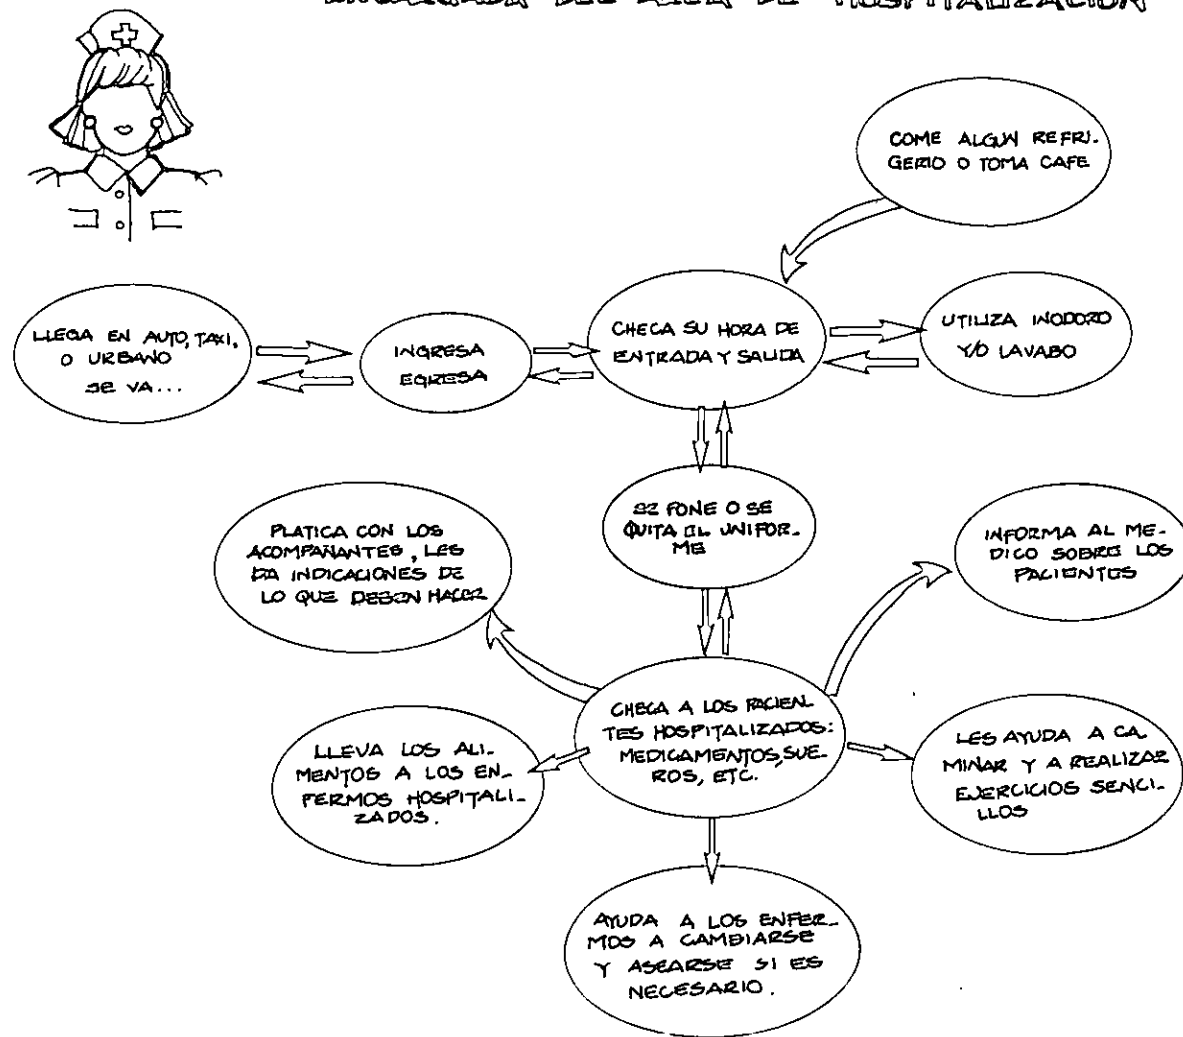 DEL AREA DE HOSPITALIZACION
COME ALGUN REFRI-
GERIO O TOMA CAFE
LLEGA EN AUTO, TAXI,
O URBANO
SE VA...
INGRESA
EGRESA
CHECA SU HORA DE
ENTRADA Y SALIDA
UTILIZA INODORO
Y/O LAVABO
PLATICA CON LOS
ACOMPAÑANTES, LES
DA INDICACIONES DE
LO QUE DEBEN HACER
SE PONE O SE
QUITA EL UNIFOR-
ME
INFORMA AL ME-
DICO SOBRE LOS
PACIENTES
LLEVA LOS ALI-
MENTOS A LOS EN-
FERMOS HOSPITALI-
ZADOS.
CHECA A LOS PACIEN-
TES HOSPITALIZADOS:
MEDICAMENTOS, SUE-
ROS, ETC.
LES AYUDA A CA-
MINAR Y A REALIZAR
EJERCICIOS SENCI-
LLOS
AYUDA A LOS ENFER-
MOS A CAMBIARSE
Y ASEARSE SI ES
NECESARIO.